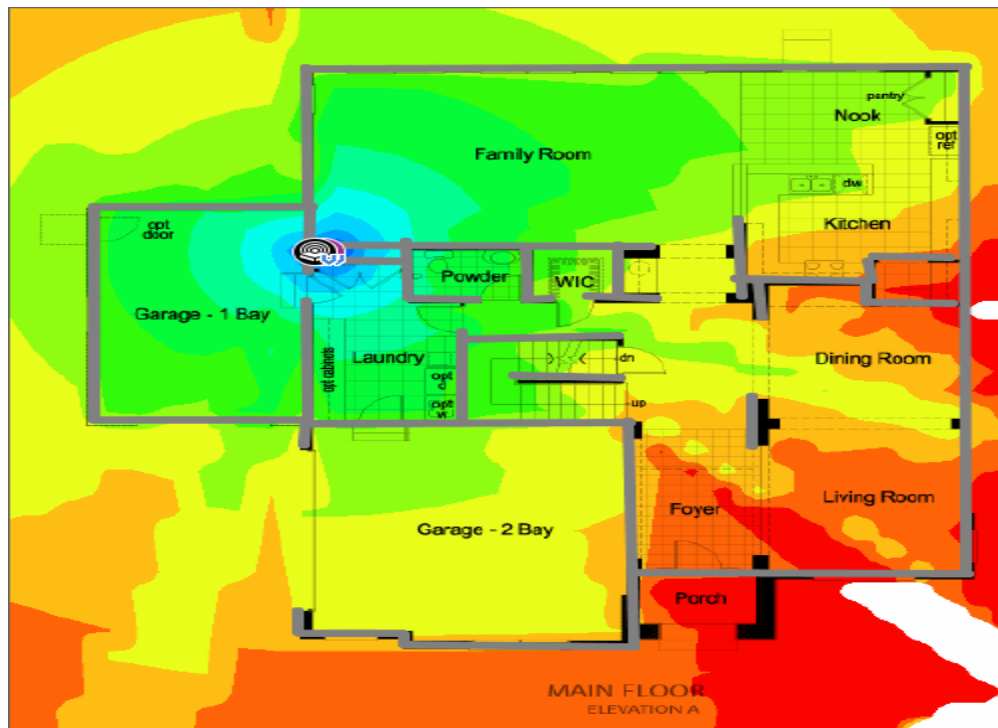 pantry
Nook
opt
ref
Family Room
dw
opt
door
Kitchen
Powder
WIC
Garage - 1 Bay
Laundry
dn
Dining Room
opt cabinets
opt
d
opt
w
up
Living Room
Foyer
Garage - 2 Bay
Porch
MAIN FLOOR
ELEVATION A